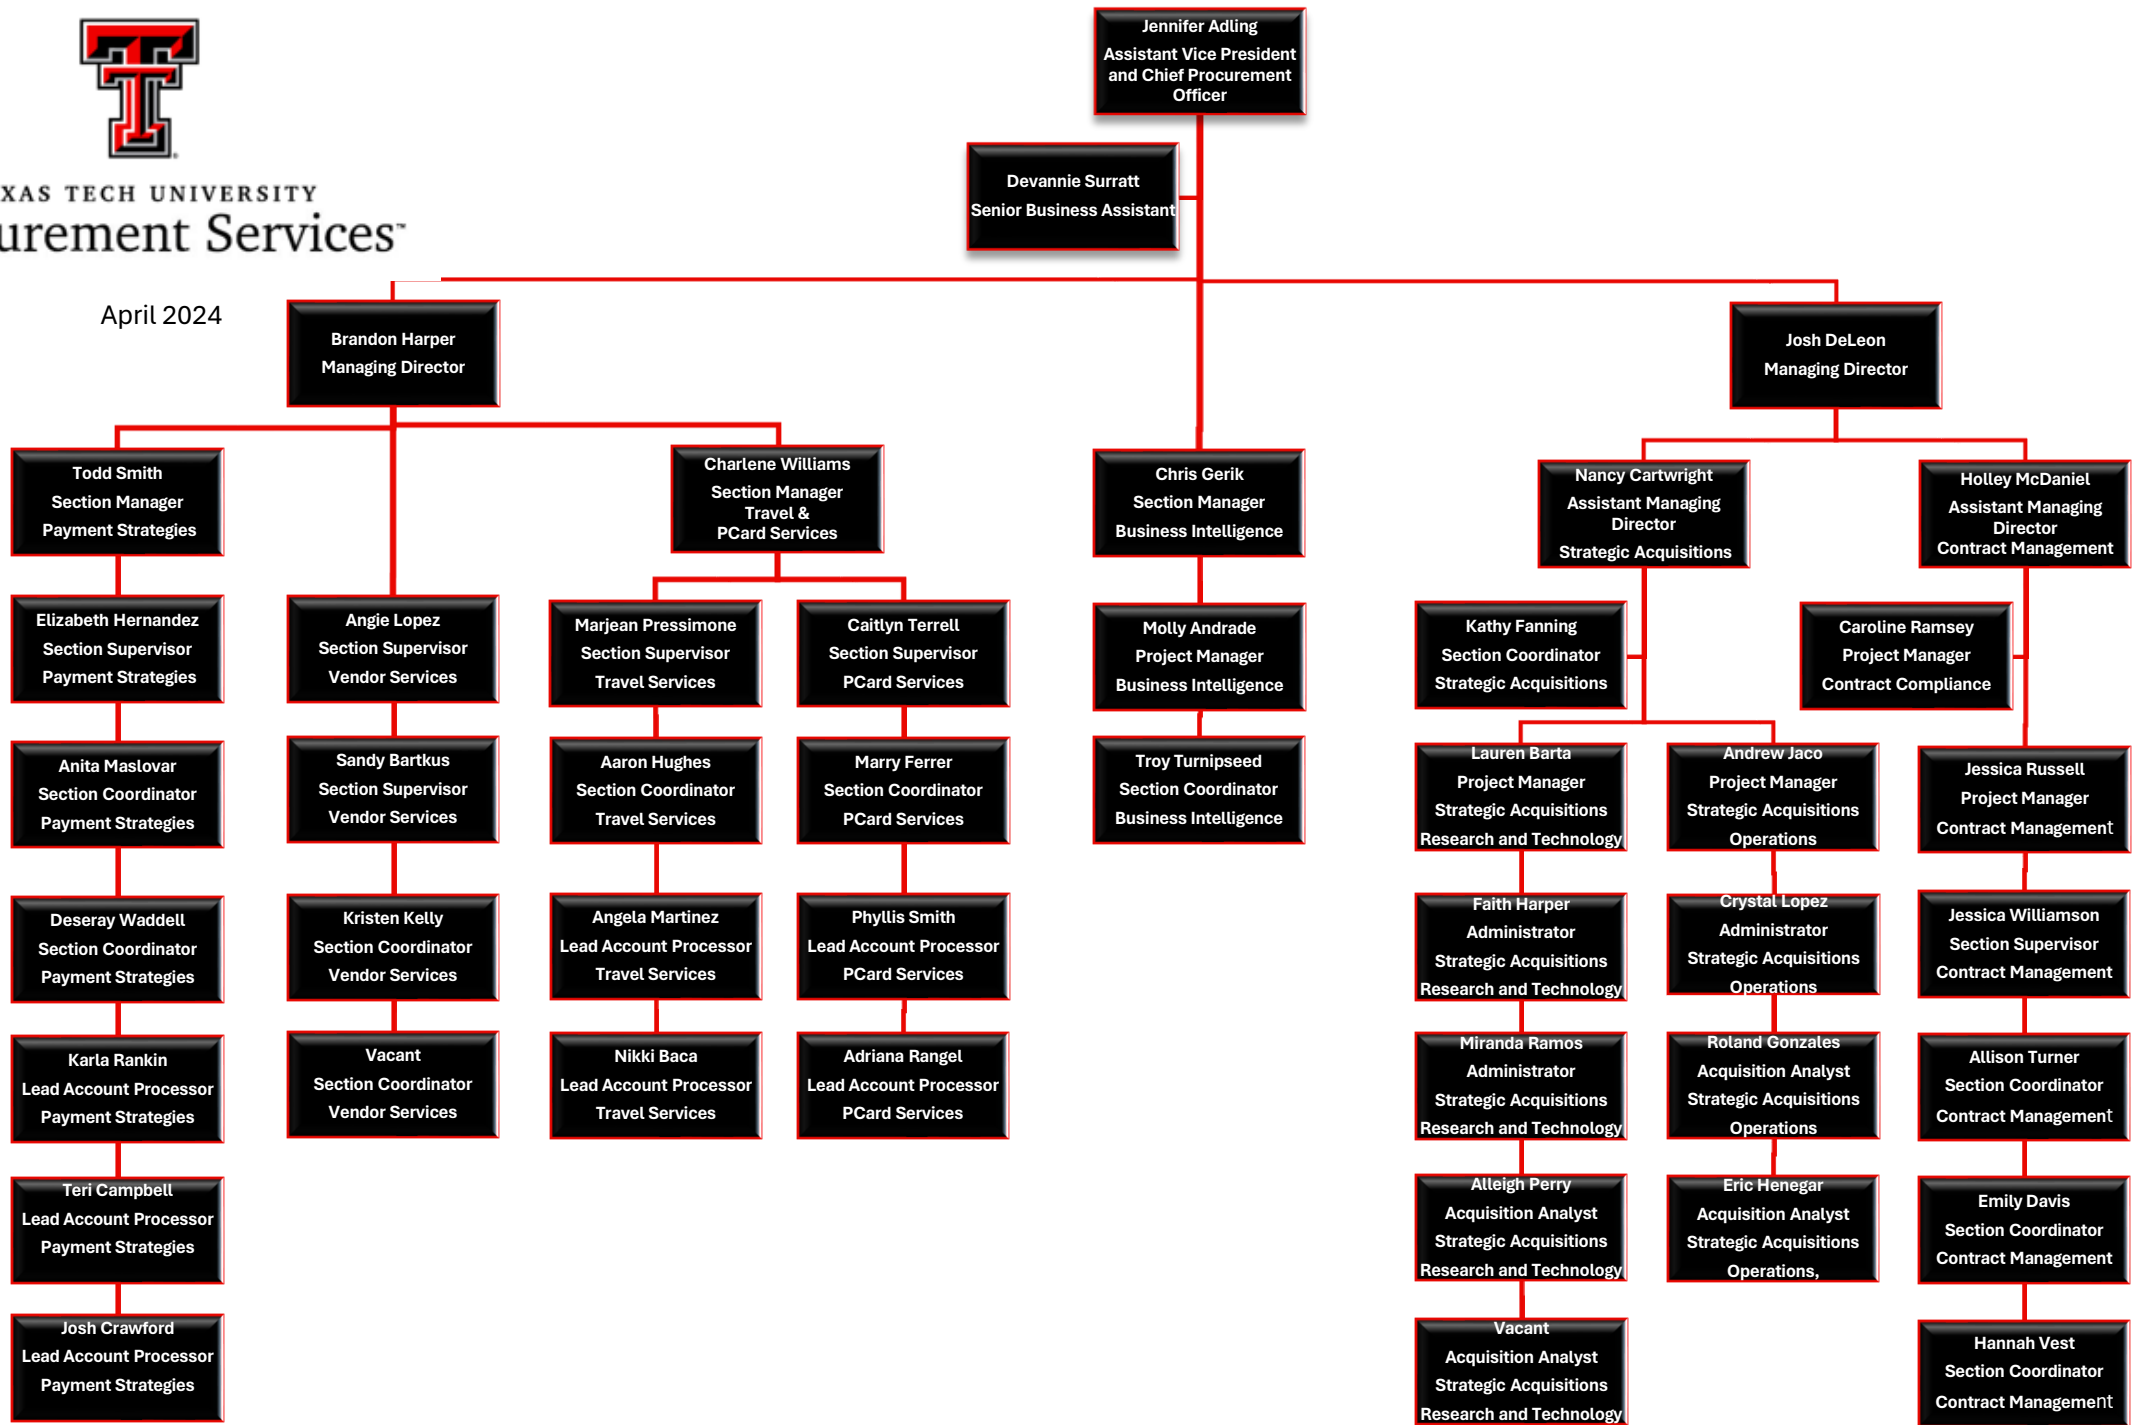 Jennifer Adling
Assistant Vice President
and Chief Procurement
Officer
Devannie Surratt
Senior Business Assistant
TECH UNIVERSITY
Services™
April 2024
Brandon Harper
Managing Director
Josh DeLeon
Managing Director
Todd Smith
Section Manager
Payment Strategies
Charlene Williams
Section Manager
Travel &
PCard Services
Chris Gerik
Section Manager
Business Intelligence
Nancy Cartwright
Assistant Managing
Director
Strategic Acquisitions
Holley McDaniel
Assistant Managing
Director
Contract Management
Elizabeth Hernandez
Section Supervisor
Payment Strategies
Angie Lopez
Section Supervisor
Vendor Services
Marjean Pressimone
Section Supervisor
Travel Services
Caitlyn Terrell
Section Supervisor
PCard Services
Molly Andrade
Project Manager
Business Intelligence
Kathy Fanning
Section Coordinator
Strategic Acquisitions
Caroline Ramsey
Project Manager
Contract Compliance
Anita Maslovar
Section Coordinator
Payment Strategies
Sandy Bartkus
Section Supervisor
Vendor Services
Aaron Hughes
Section Coordinator
Travel Services
Marry Ferrer
Section Coordinator
PCard Services
Troy Turnipseed
Section Coordinator
Business Intelligence
Lauren Barta
Project Manager
Strategic Acquisitions
Research and Technology
Andrew Jaco
Project Manager
Strategic Acquisitions
Operations
Jessica Russell
Project Manager
Contract Management
Deseray Waddell
Section Coordinator
Payment Strategies
Kristen Kelly
Section Coordinator
Vendor Services
Angela Martinez
Lead Account Processor
Travel Services
Phyllis Smith
Lead Account Processor
PCard Services
Faith Harper
Administrator
Strategic Acquisitions
Research and Technology
Crystal Lopez
Administrator
Strategic Acquisitions
Operations
Jessica Williamson
Section Supervisor
Contract Management
Karla Rankin
Lead Account Processor
Payment Strategies
Vacant
Section Coordinator
Vendor Services
Nikki Baca
Lead Account Processor
Travel Services
Adriana Rangel
Lead Account Processor
PCard Services
Miranda Ramos
Administrator
Strategic Acquisitions
Research and Technology
Roland Gonzales
Acquisition Analyst
Strategic Acquisitions
Operations
Allison Turner
Section Coordinator
Contract Management
Teri Campbell
Lead Account Processor
Payment Strategies
Alleigh Perry
Acquisition Analyst
Strategic Acquisitions
Research and Technology
Eric Henegar
Acquisition Analyst
Strategic Acquisitions
Operations,
Emily Davis
Section Coordinator
Contract Management
Josh Crawford
Lead Account Processor
Payment Strategies
Vacant
Acquisition Analyst
Strategic Acquisitions
Research and Technology
Hannah Vest
Section Coordinator
Contract Management